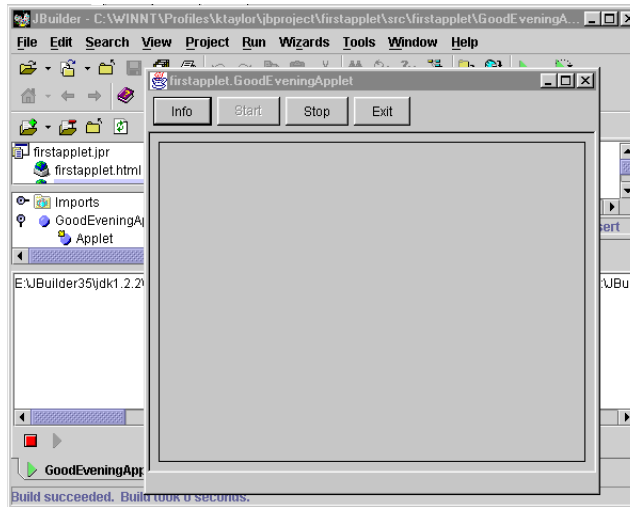 JBuilder - C:\WINNT\Profiles\ktaylor\jbproject\firstapplet\src\firstapplet\GoodEveningA...
File Edit Search View Project Run Wizards Tools Window Help
firstapplet.GoodEveningApplet
Info Start Stop Exit
firstapplet.jpr
firstapplet.html
Imports
GoodEveningAp
Applet
sert
E:\JBuilder35\jdk1.2.2\
:\JBu
GoodEveningApp
Build succeeded. Build took 0 seconds.